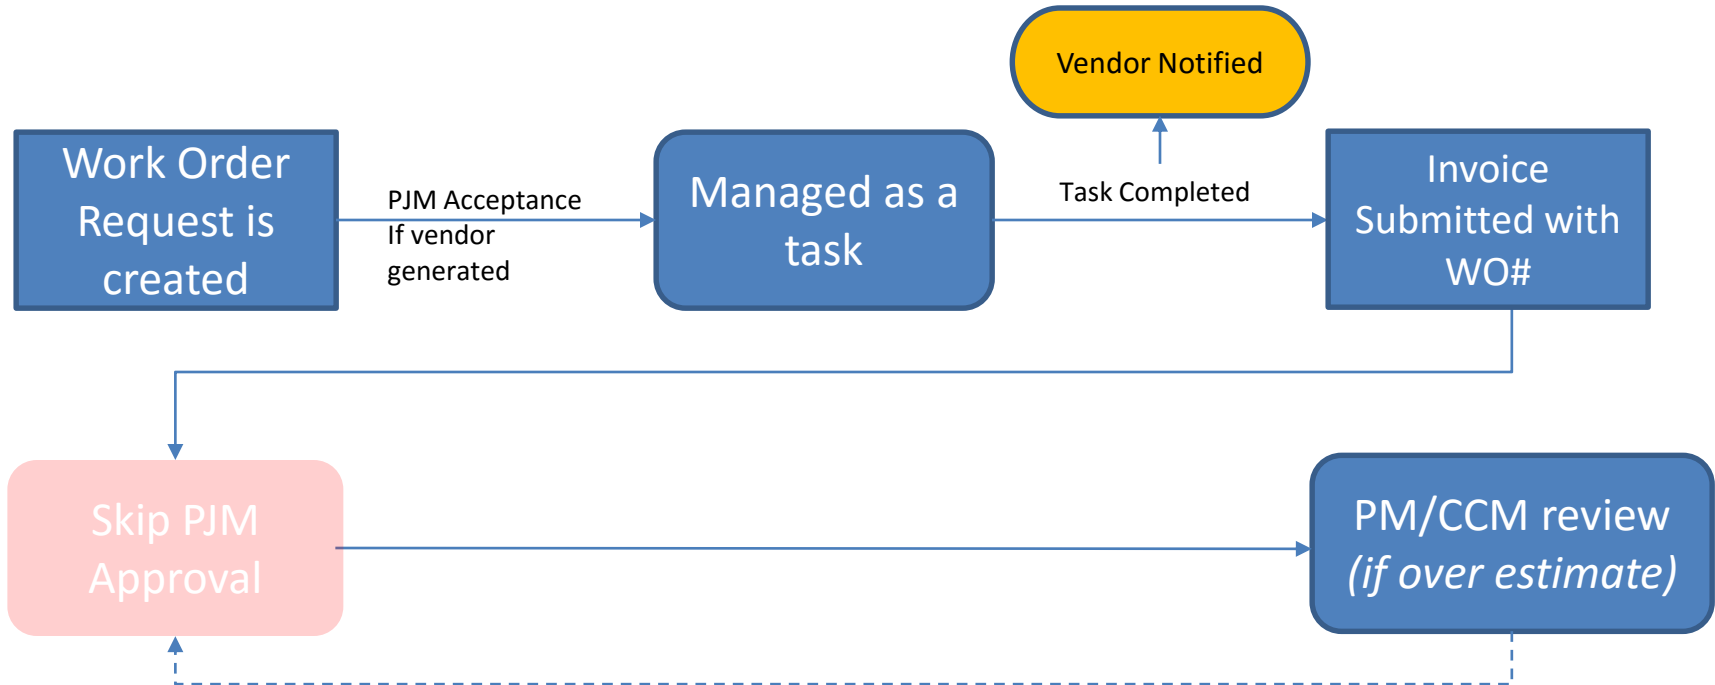 Vendor Notified
Work Order
Request is
created
PJM Acceptance
If vendor
generated
Managed as a
task
Task Completed
Invoice
Submitted with
WO#
Skip PJM
Approval
PM/CCM review
(if over estimate)